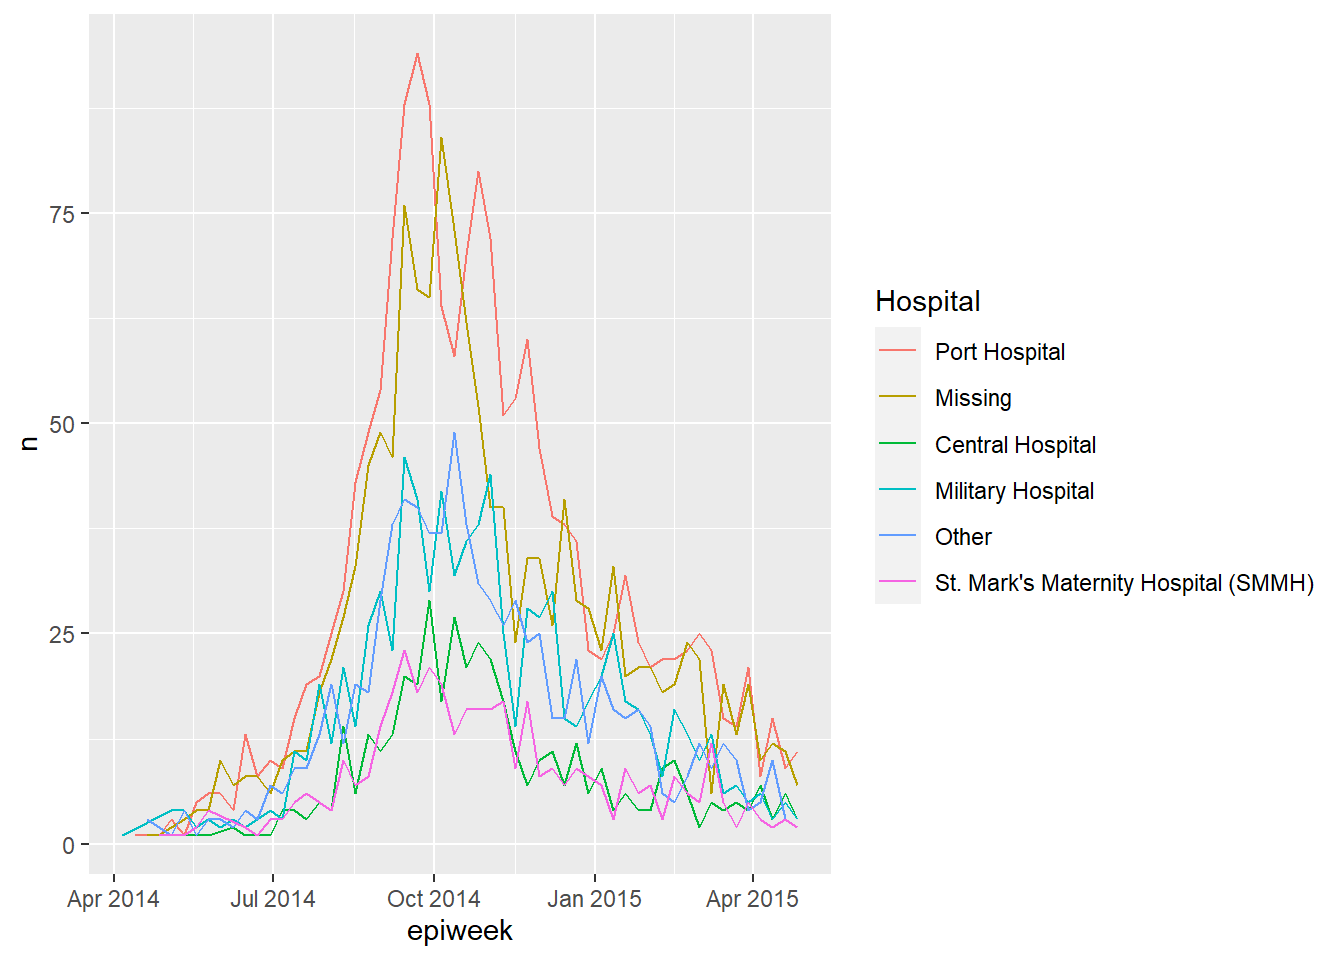 75
50
25
0
n
Apr 2014
Jul 2014
Oct 2014
Jan 2015
Apr 2015
epiweek
Hospital
Port Hospital
Missing
Central Hospital
Military Hospital
Other
St. Mark's Maternity Hospital (SMMH)